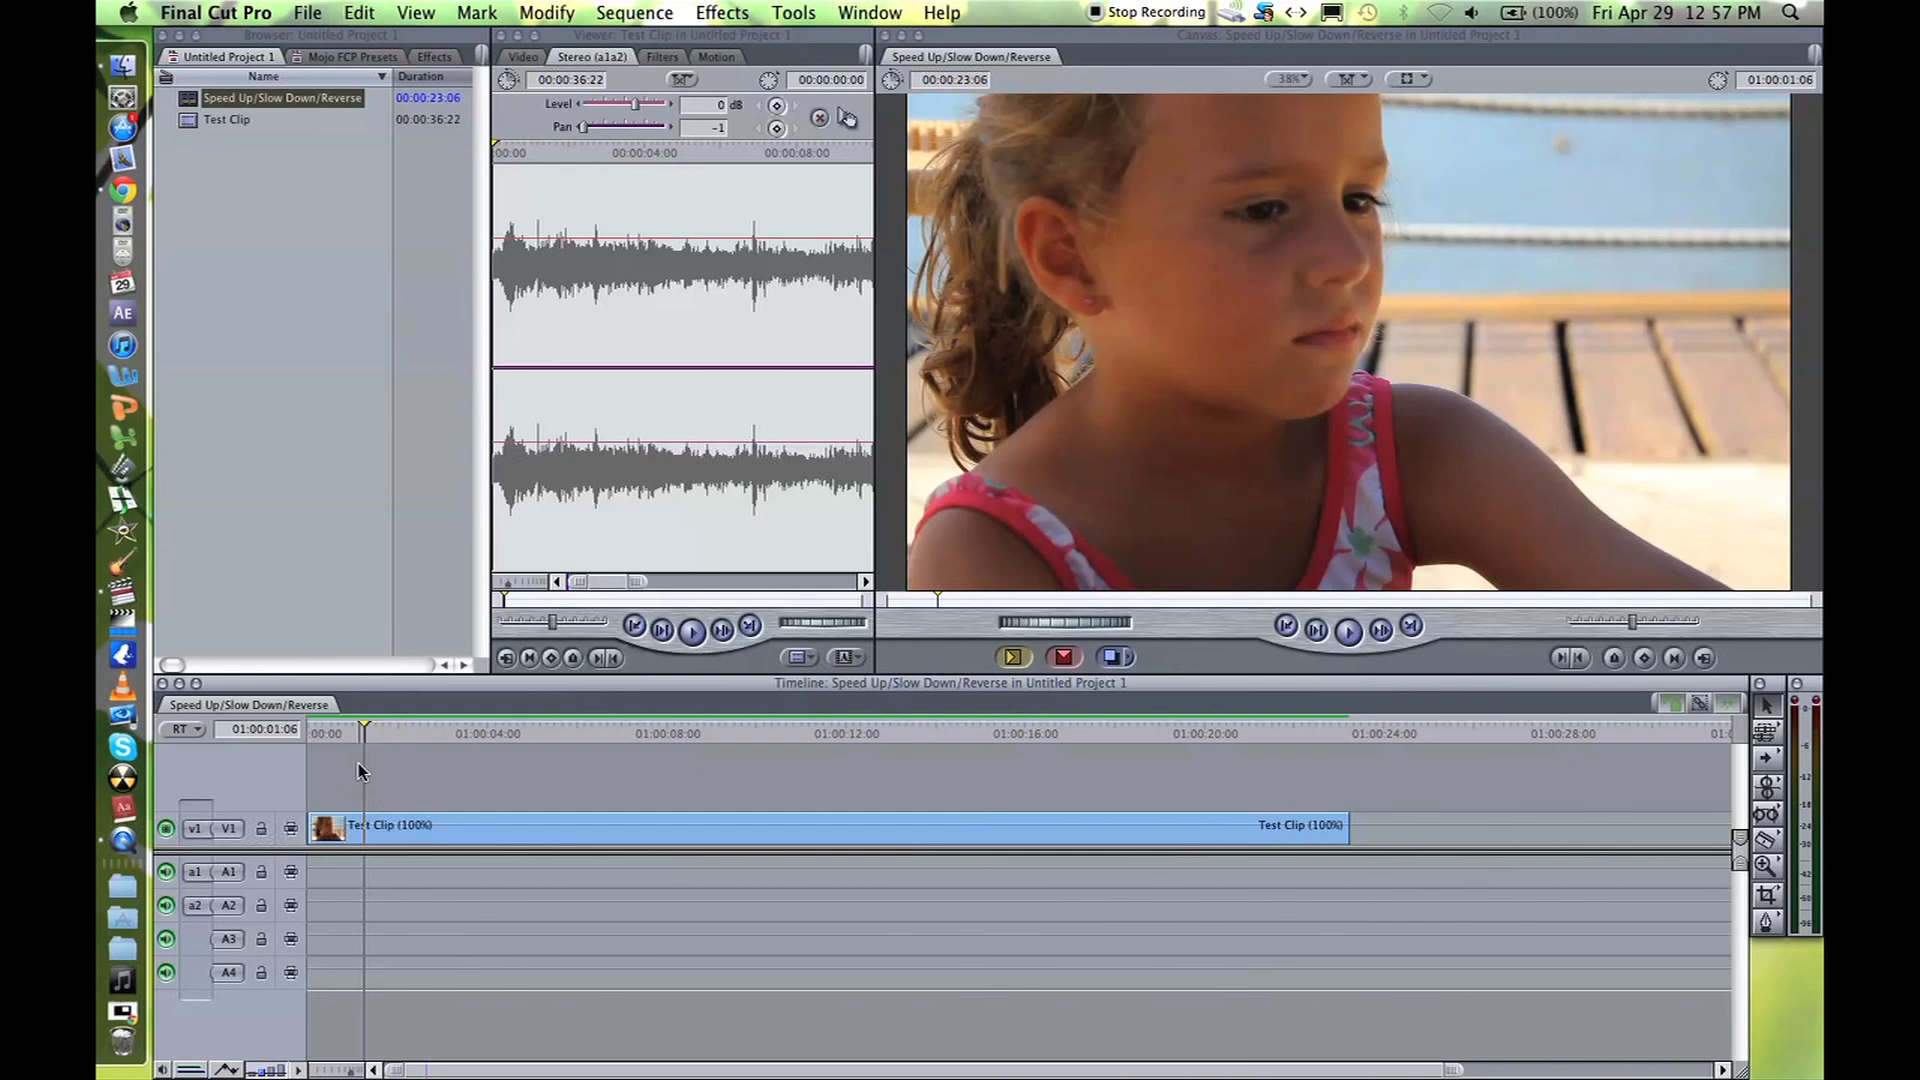 Final Cut Pro File Edit View Mark Modify Sequence Effects Tools Window Help Stop Recording (100%) Fri Apr 29 12:57 PM
Browser: Untitled Project 1
Viewer: Test Clip in Untitled Project 1
Canvas: Speed Up/Slow Down/Reverse in Untitled Project 1
Untitled Project 1 Mojo FCP Presets Effects
Video Stereo (a1a2) Filters Motion
Speed Up/Slow Down/Reverse
Name Duration
00:00:36:22 00:00:00:00
00:00:23:06 38% 01:00:01:06
Speed Up/Slow Down/Reverse 00:00:23:06
Test Clip 00:00:36:22
Level 0 dB
Pan -1
:00:00 00:00:04:00 00:00:08:00
29
AE
Timeline: Speed Up/Slow Down/Reverse in Untitled Project 1
Speed Up/Slow Down/Reverse
RT 01:00:01:06 :00:00 01:00:04:00 01:00:08:00 01:00:12:00 01:00:16:00 01:00:20:00 01:00:24:00 01:00:28:00 01:0
v1 V1 Test Clip (100%) Test Clip (100%)
a1 A1
a2 A2
A3
A4